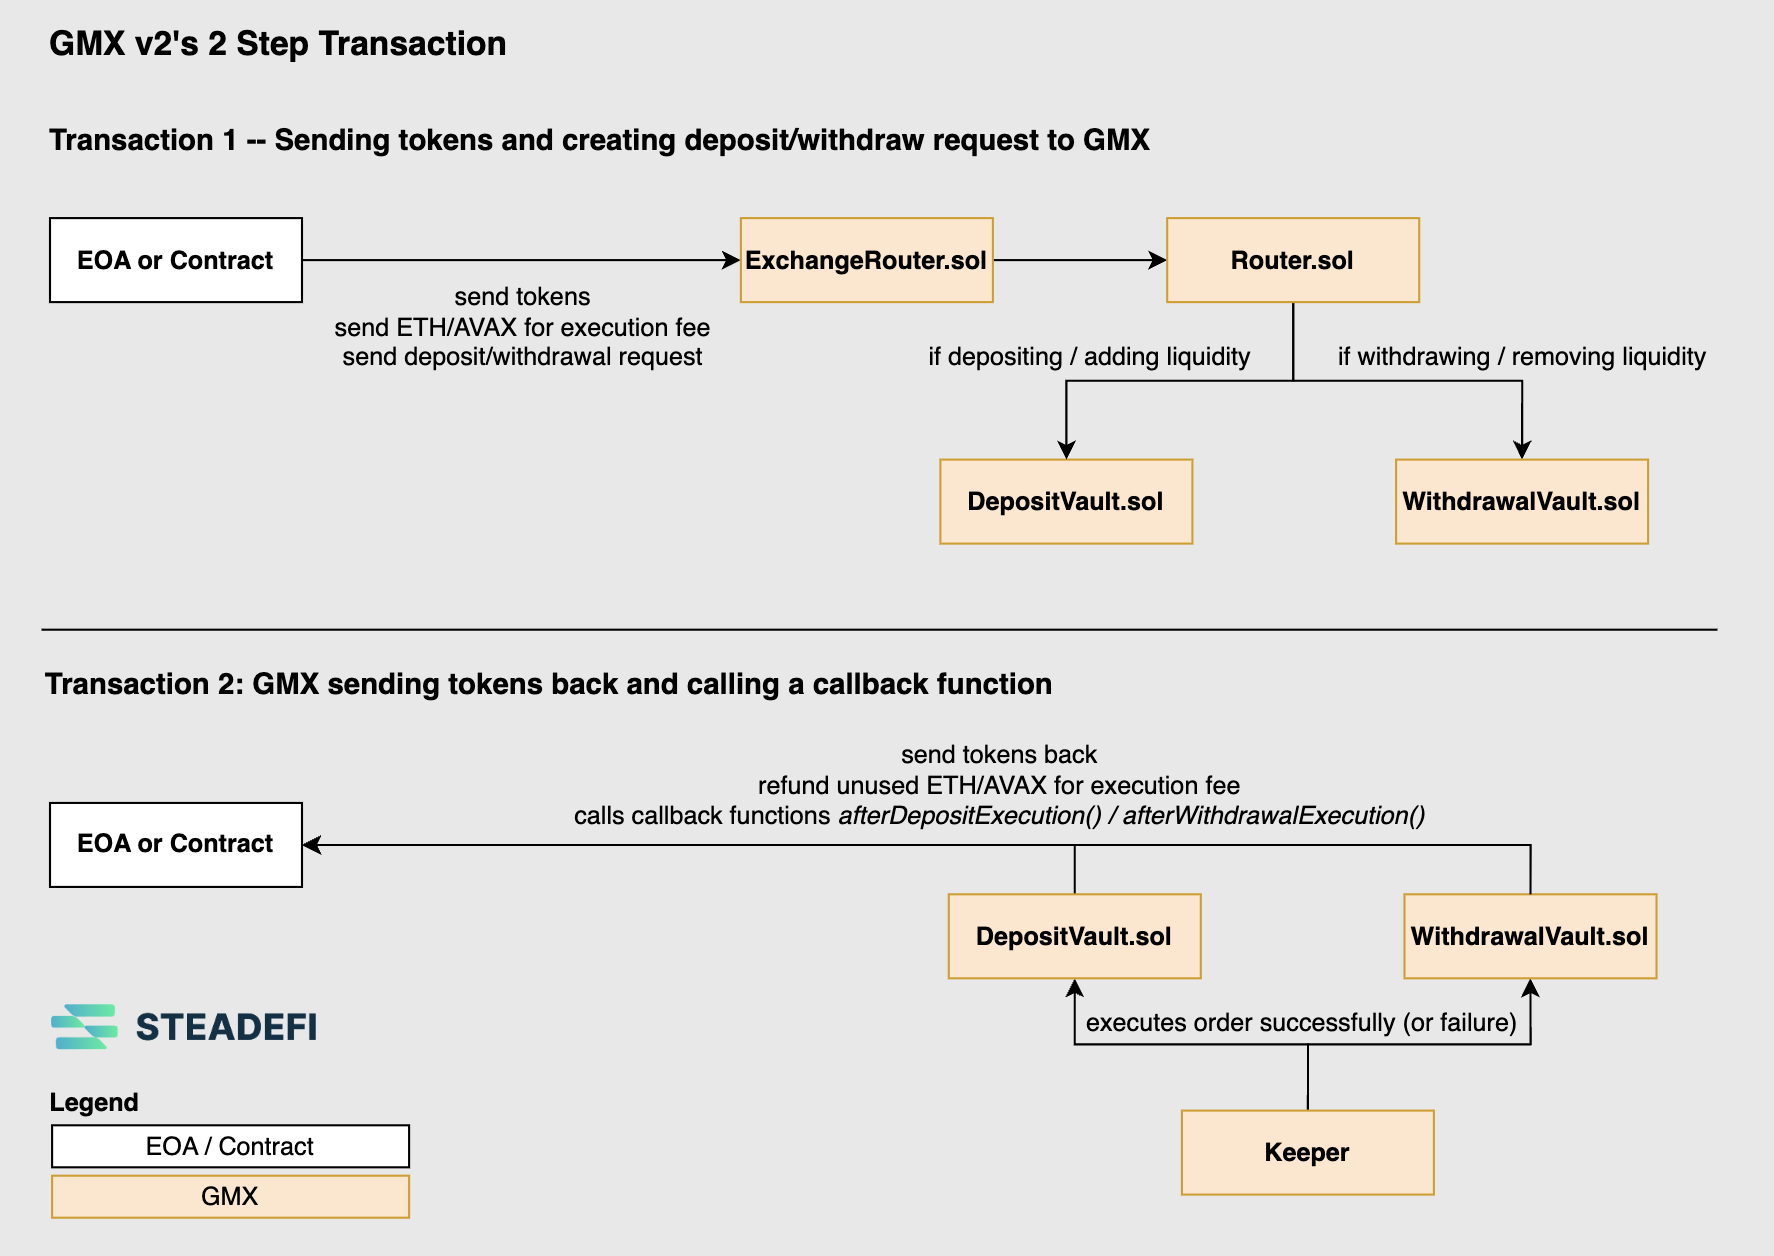 GMX v2's 2 Step Transaction
Transaction 1 -- Sending tokens and creating deposit/withdraw request to GMX
EOA or Contract
ExchangeRouter.sol
Router.sol
send tokens
send ETH/AVAX for execution fee
send deposit/withdrawal request
if depositing / adding liquidity
if withdrawing / removing liquidity
DepositVault.sol
WithdrawalVault.sol
Transaction 2: GMX sending tokens back and calling a callback function
send tokens back
refund unused ETH/AVAX for execution fee
calls callback functions afterDepositExecution() / afterWithdrawalExecution()
EOA or Contract
DepositVault.sol
WithdrawalVault.sol
executes order successfully (or failure)
STEADEFI
Keeper
Legend
EOA / Contract
GMX